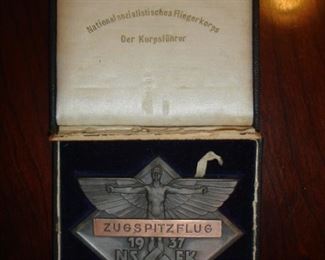 Nationalsozialistisches Fliegerkorps
Der Korpsführer
ZUGSPITZFLUG
19 37
NS FK